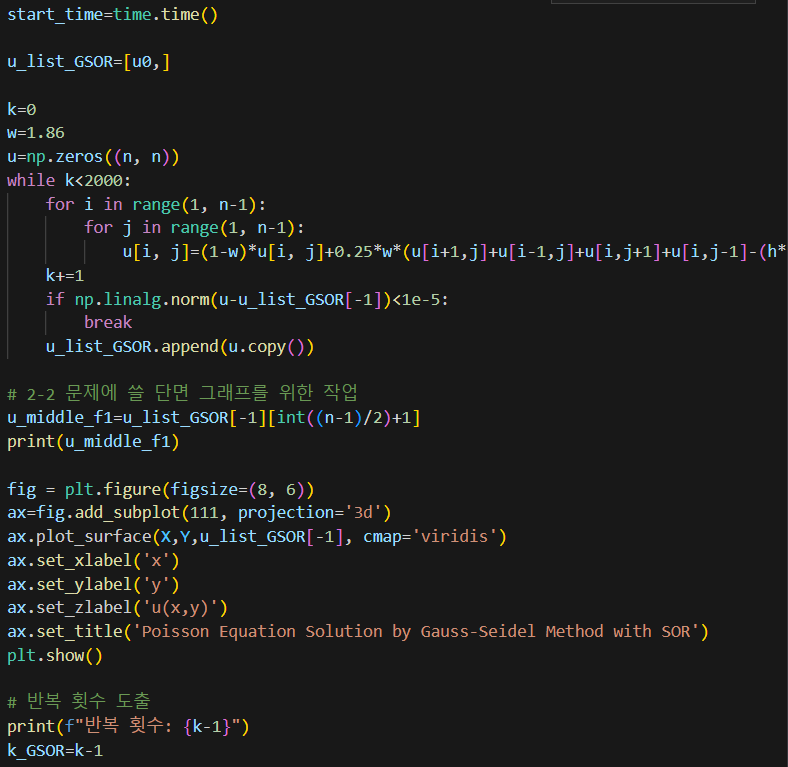 start_time=time.time()
u_list_GSOR=[u0,]
k=0
w=1.86
u=np.zeros((n, n))
while k<2000:
    for i in range(1, n-1):
        for j in range(1, n-1):
            u[i, j]=(1-w)*u[i, j]+0.25*w*(u[i+1,j]+u[i-1,j]+u[i,j+1]+u[i,j-1]-(h*
    k+=1
    if np.linalg.norm(u-u_list_GSOR[-1])<1e-5:
        break
    u_list_GSOR.append(u.copy())
# 2-2 문제에 쓸 단면 그래프를 위한 작업
u_middle_f1=u_list_GSOR[-1][int((n-1)/2)+1]
print(u_middle_f1)
fig = plt.figure(figsize=(8, 6))
ax=fig.add_subplot(111, projection='3d')
ax.plot_surface(X,Y,u_list_GSOR[-1], cmap='viridis')
ax.set_xlabel('x')
ax.set_ylabel('y')
ax.set_zlabel('u(x,y)')
ax.set_title('Poisson Equation Solution by Gauss-Seidel Method with SOR')
plt.show()
# 반복 횟수 도출
print(f"반복 횟수: {k-1}")
k_GSOR=k-1